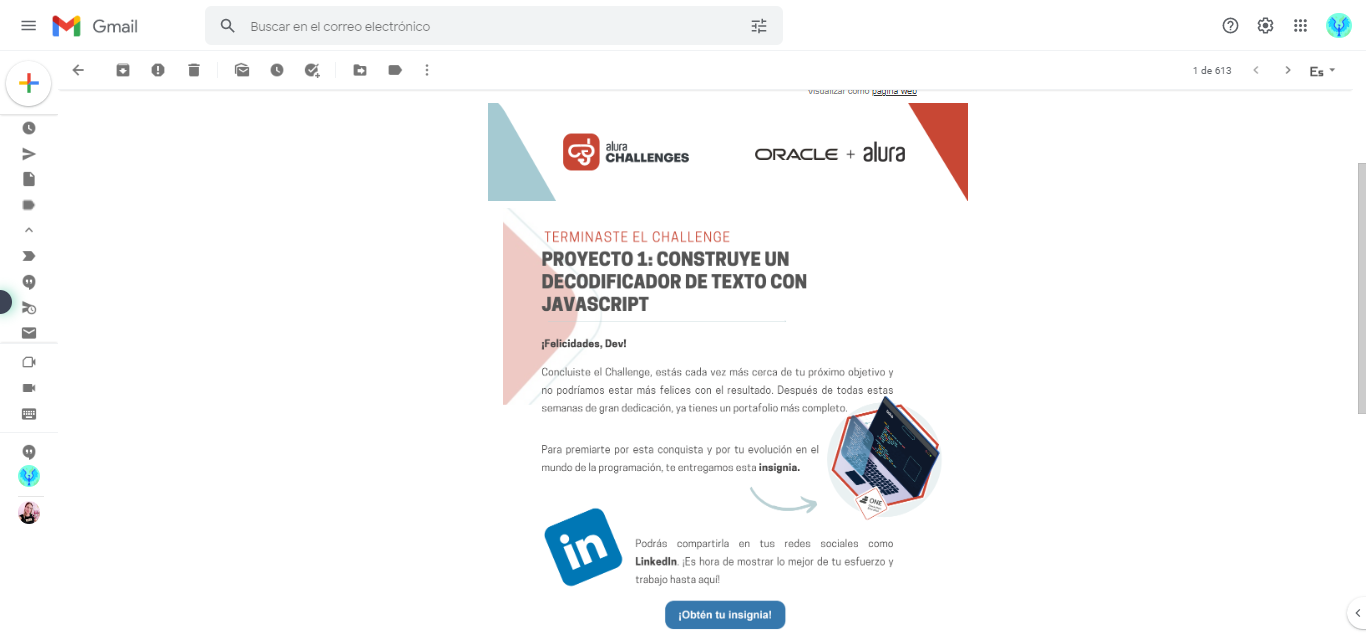 Gmail
Buscar en el correo electrónico
1 de 613
Es
Visualizar como página web
alura
CHALLENGES
ORACLE + alura
TERMINASTE EL CHALLENGE
PROYECTO 1: CONSTRUYE UN
DECODIFICADOR DE TEXTO CON
JAVASCRIPT
¡Felicidades, Dev!
Concluiste el Challenge, estás cada vez más cerca de tu próximo objetivo y
no podríamos estar más felices con el resultado. Después de todas estas
semanas de gran dedicación, ya tienes un portafolio más completo.
Para premiarte por esta conquista y por tu evolución en el
mundo de la programación, te entregamos esta insignia.
ONE
in
Podrás compartirla en tus redes sociales como
LinkedIn. ¡Es hora de mostrar lo mejor de tu esfuerzo y
trabajo hasta aquí!
¡Obtén tu insignia!